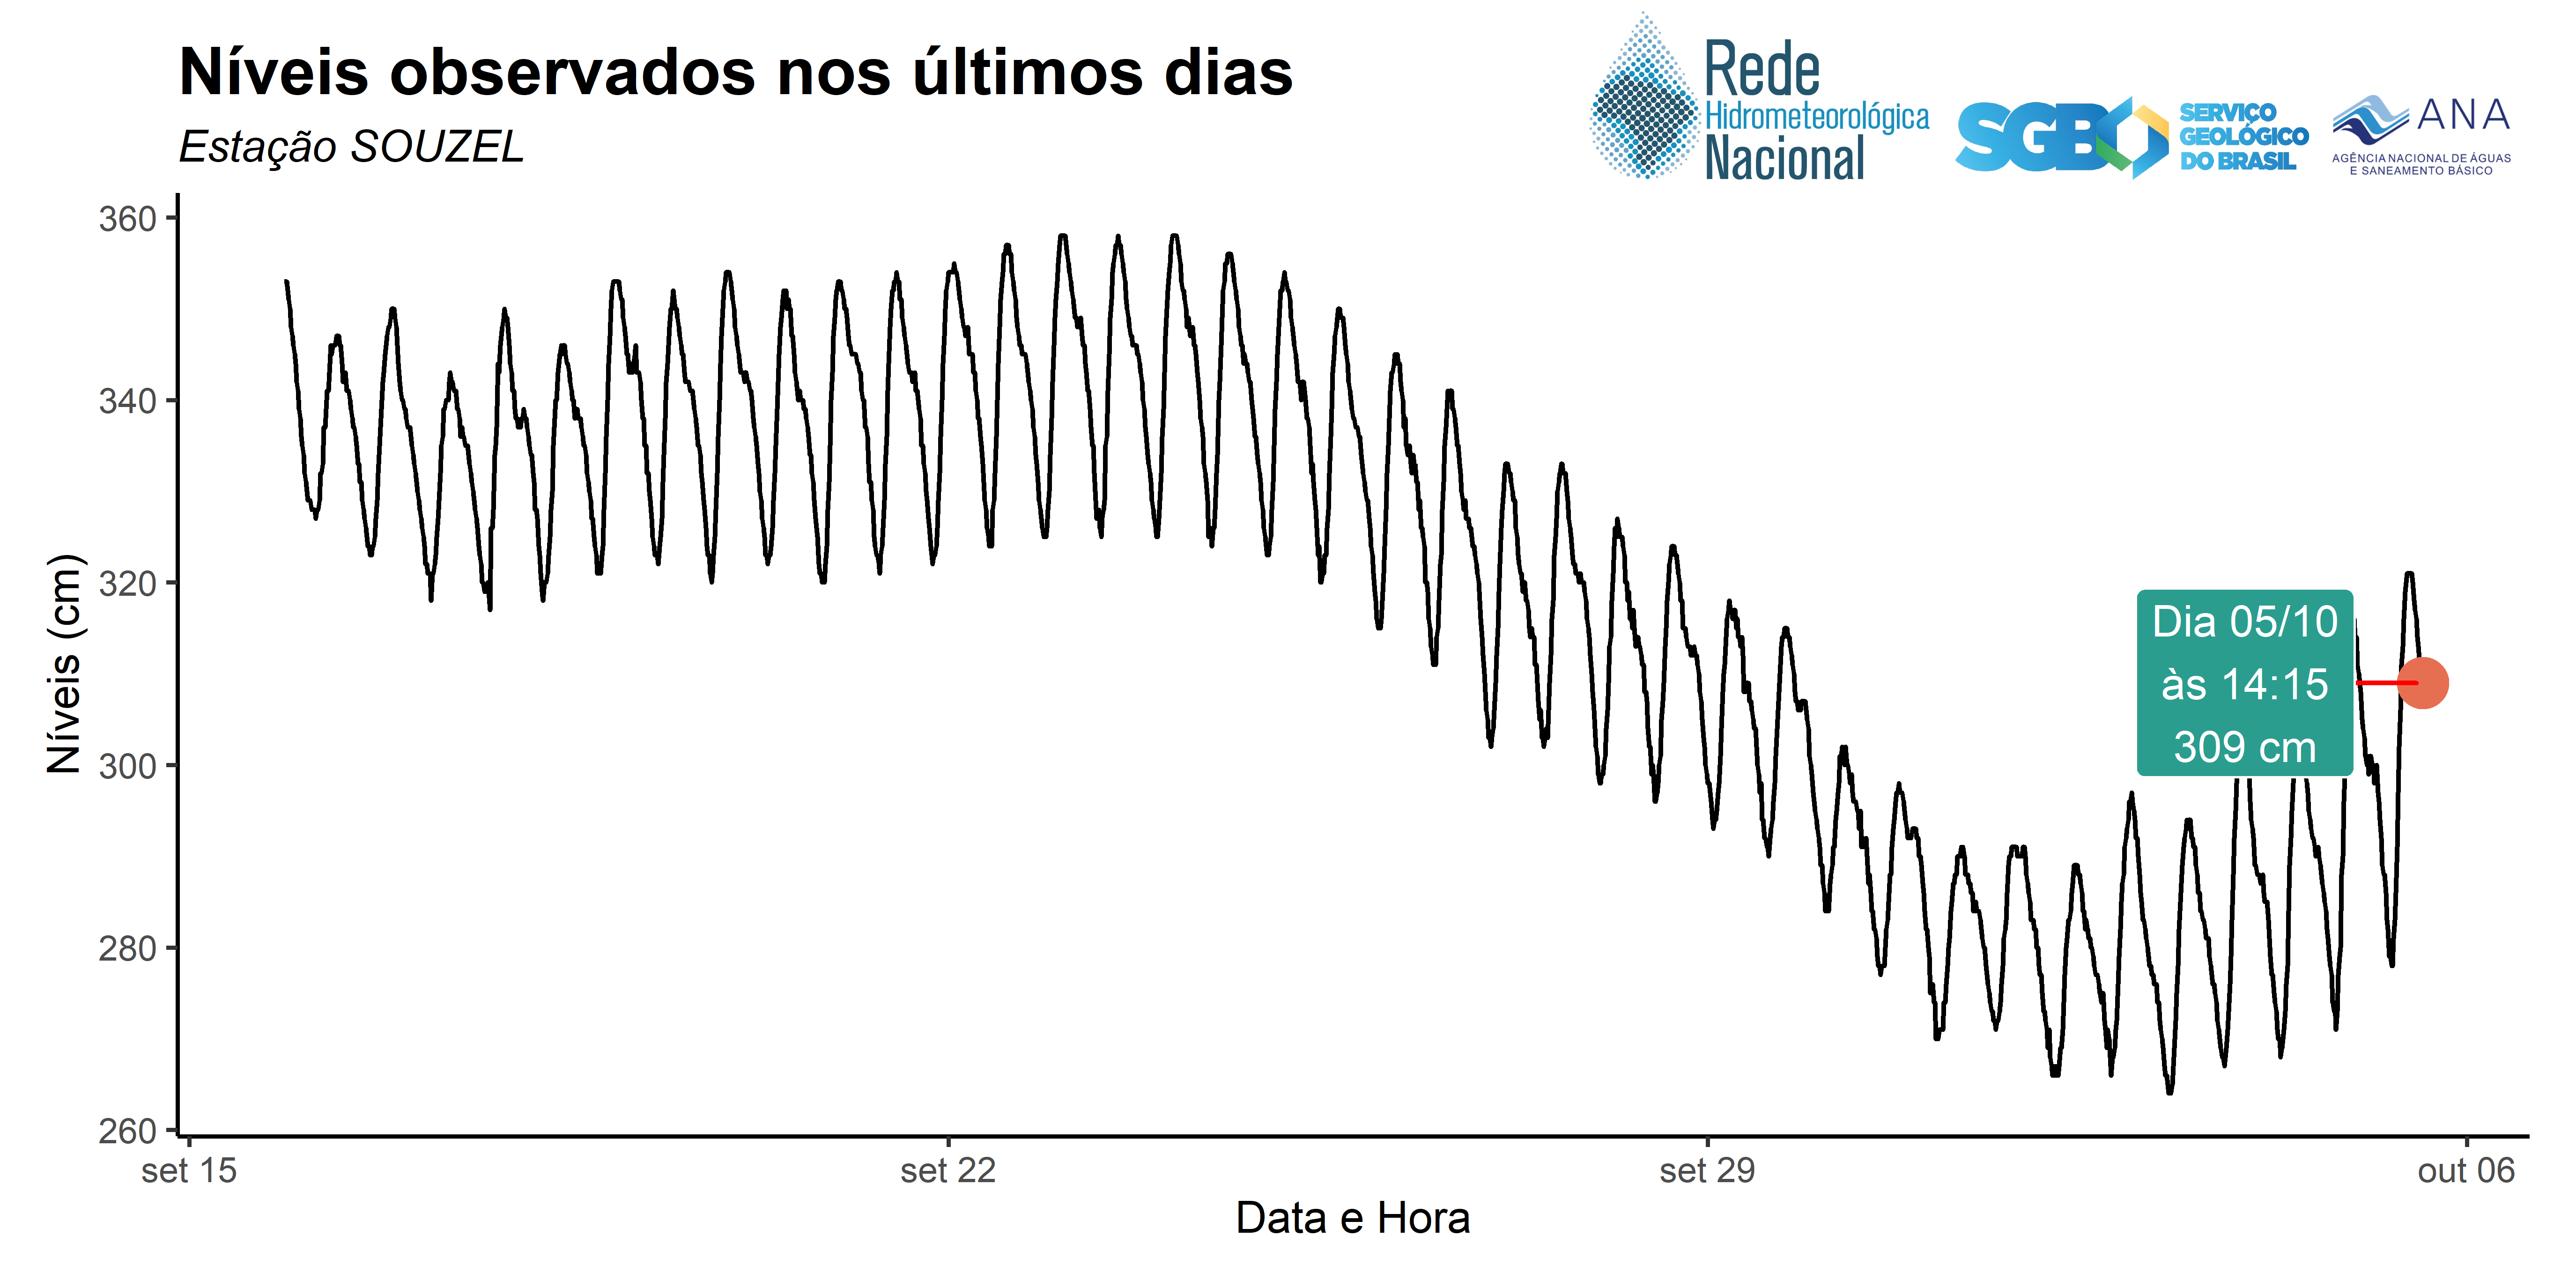 Níveis observados nos últimos dias
Estação SOUZEL
Rede
Hidrometeorológica
Nacional
SGB
SERVIÇO
GEOLÓGICO
DO BRASIL
ANA
AGÊNCIA NACIONAL DE ÁGUAS
E SANEAMENTO BÁSICO
Níveis (cm)
360
340
320
300
280
260
Dia 05/10
às 14:15
309 cm
set 15
set 22
set 29
out 06
Data e Hora